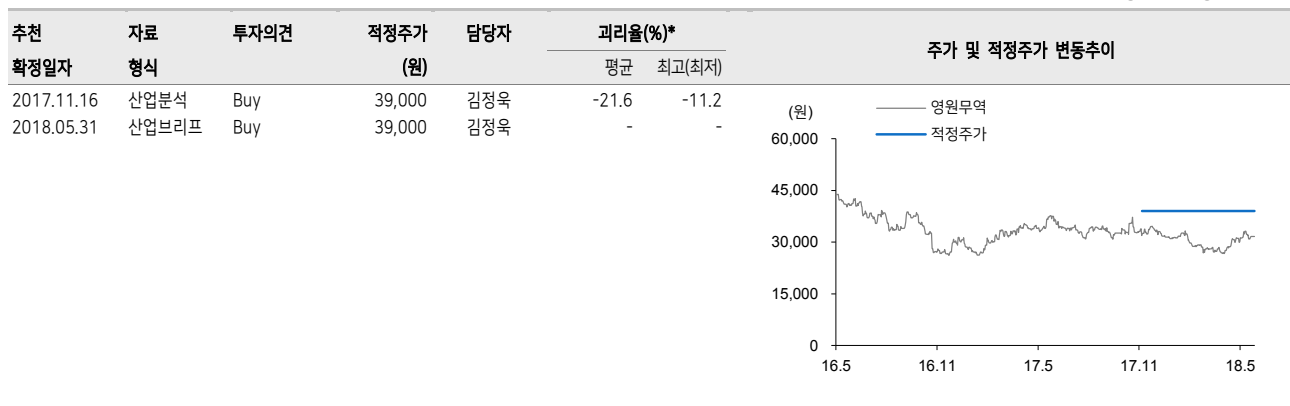 추천 자료 투자의견 적정주가 담당자 괴리율(%)* 주가 및 적정주가 변동추이
확정일자 형식 (원) 평균 최고(최저)
2017.11.16 산업분석 Buy 39,000 김정욱 -21.6 -11.2
2018.05.31 산업브리프 Buy 39,000 김정욱 - -
(원)
영원무역
적정주가
60,000
45,000
30,000
15,000
0
16.5 16.11 17.5 17.11 18.5